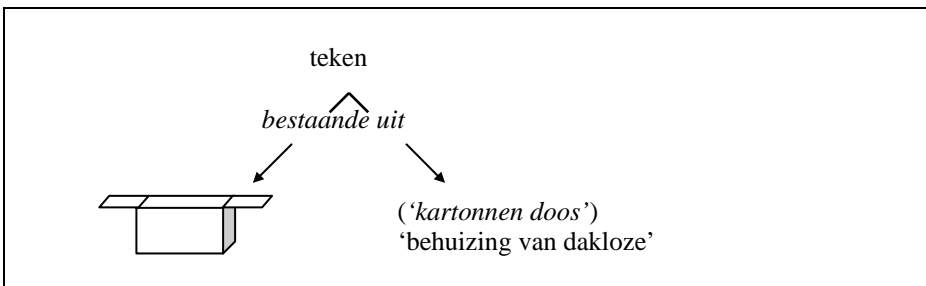 teken
bestaande uit
(‘kartonnen doos’)
‘behuizing van dakloze’